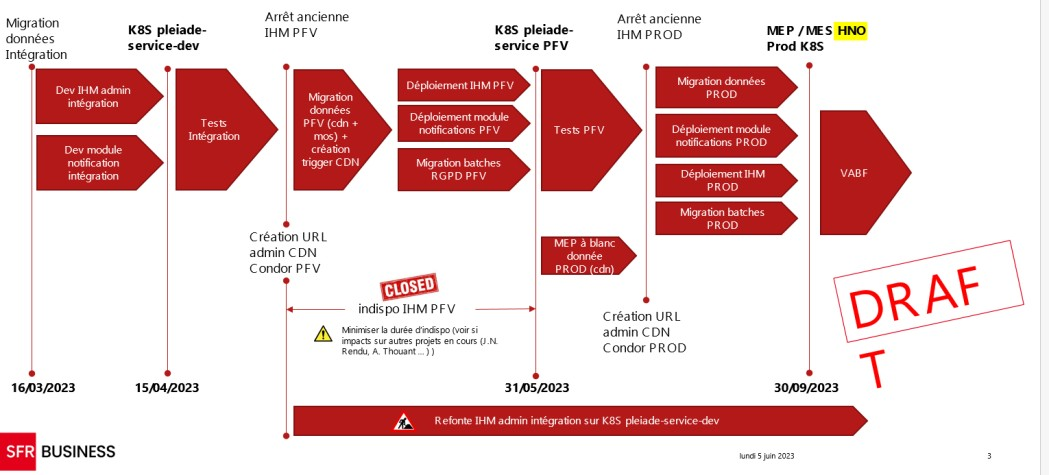 Migration
données
Intégration
K8S pleiade-
service-dev
Arrêt ancienne
IHM PFV
K8S pleiade-
service PFV
Arrêt ancienne
IHM PROD
MEP / MES HNO
Prod K8S
Dev IHM admin
intégration
Dev module
notification
intégration
Tests
Intégration
Migration
données
PFV (cdn +
mos) +
création
trigger CDN
Déploiement IHM PFV
Déploiement module
notifications PFV
Migration batches
RGPD PFV
Tests PFV
Migration données
PROD
Déploiement module
notifications PROD
Déploiement IHM
PROD
Migration batches
PROD
VABF
MEP à blanc
donnée
PROD (cdn)
Création URL
admin CDN
Condor PFV
CLOSED
indispo IHM PFV
Minimiser la durée d'indispo (voir si
impacts sur autres projets en cours (J.N.
Rendu, A. Thouant ... ) )
Création URL
admin CDN
Condor PROD
DRAF
T
16/03/2023
15/04/2023
31/05/2023
30/09/2023
Refonte IHM admin intégration sur K8S pleiade-service-dev
SFR BUSINESS
lundi 5 juin 2023
3